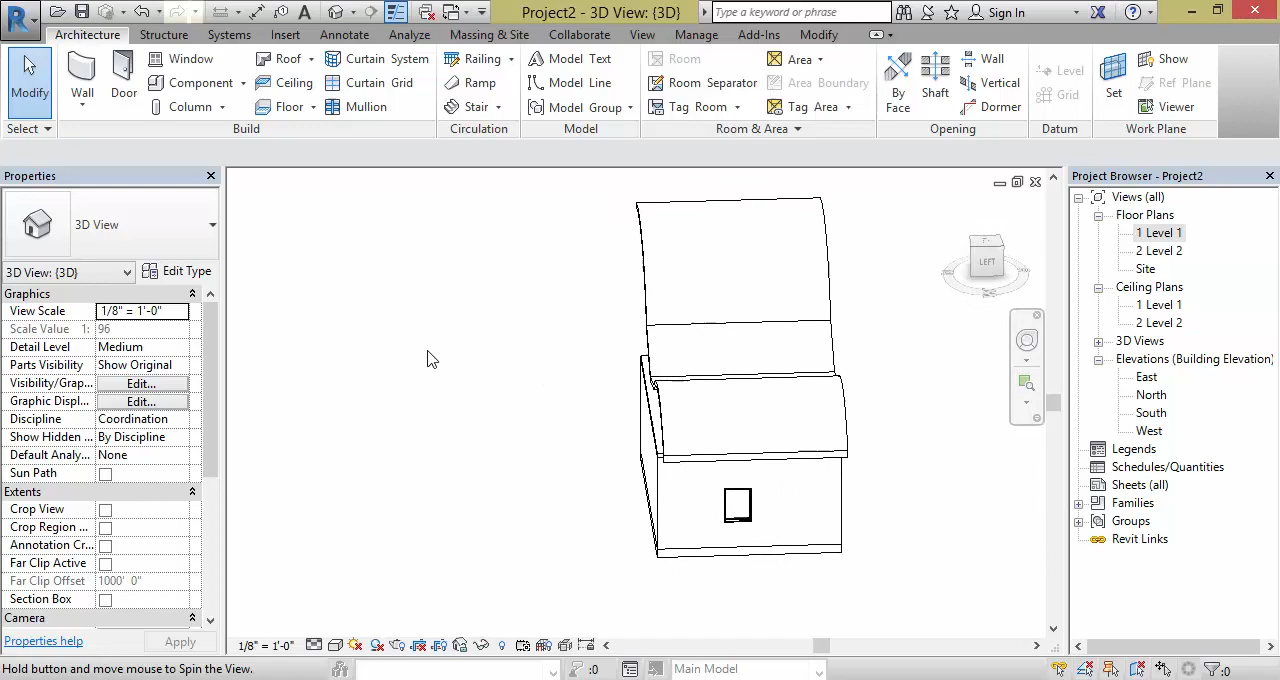 Project2 - 3D View: {3D}
Type a keyword or phrase
Sign In
Architecture Structure Systems Insert Annotate Analyze Massing & Site Collaborate View Manage Add-Ins Modify
Modify
Wall
Door
Window
Component
Column
Roof
Ceiling
Floor
Curtain System
Curtain Grid
Mullion
Railing
Ramp
Stair
Model Text
Model Line
Model Group
Room
Room Separator
Tag Room
Area
Area Boundary
Tag Area
By Face
Shaft
Wall
Vertical
Dormer
Level
Grid
Set
Show
Ref Plane
Viewer
Select Build Circulation Model Room & Area Opening Datum Work Plane
Properties
3D View
3D View: {3D} Edit Type
Graphics
View Scale 1/8" = 1'-0"
Scale Value 1: 96
Detail Level Medium
Parts Visibility Show Original
Visibility/Grap... Edit...
Graphic Displ... Edit...
Discipline Coordination
Show Hidden ... By Discipline
Default Analy... None
Sun Path
Extents
Crop View
Crop Region ...
Annotation Cr...
Far Clip Active
Far Clip Offset 1000' 0"
Section Box
Camera
Properties help Apply
LEFT
Project Browser - Project2
Views (all)
Floor Plans
1 Level 1
2 Level 2
Site
Ceiling Plans
1 Level 1
2 Level 2
3D Views
Elevations (Building Elevation)
East
North
South
West
Legends
Schedules/Quantities
Sheets (all)
Families
Groups
Revit Links
1/8" = 1'-0"
Hold button and move mouse to Spin the View.
:0
Main Model
:0